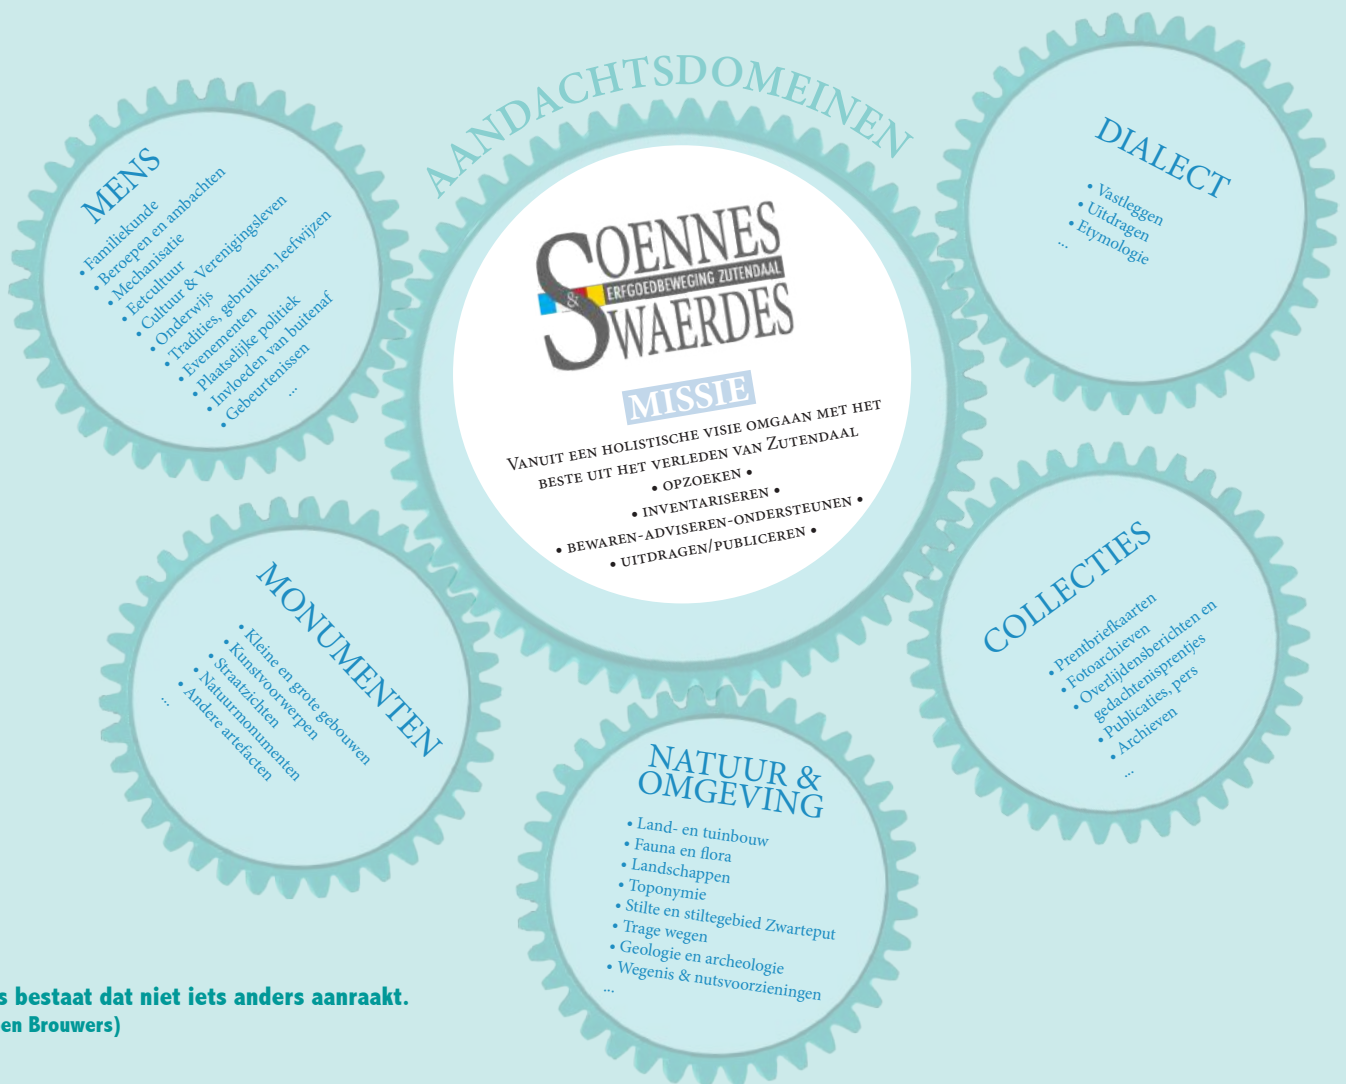 AANDACHTSDOMEINEN
MENS
• Familiekunde
• Beroepen en ambachten
• Mechanisatie
• Eetcultuur
• Cultuur & Verenigingsleven
• Onderwijs
• Tradities, gebruiken, leefwijzen
• Evenementen
• Plaatselijke politiek
• Invloeden van buitenaf
• Gebeurtenissen
...
SOENNES
& ERFGOEDBEWEGING ZUTENDAAL
SWAERDES
MISSIE
Vanuit een holistische visie omgaan met het
beste uit het verleden van Zutendaal
• opzoeken •
• inventariseren •
• bewaren-adviseren-ondersteunen •
• uitdragen/publiceren •
DIALECT
• Vastleggen
• Uitdragen
• Etymologie
...
MONUMENTEN
• Kleine en grote gebouwen
• Kunstvoorwerpen
• Straatzichten
• Natuurmonumenten
• Andere artefacten
...
COLLECTIES
• Prentbriefkaarten
• Fotoarchieven
• Overlijdensberichten en
gedachtenisprentjes
• Publicaties, pers
• Archieven
...
NATUUR &
OMGEVING
• Land- en tuinbouw
• Fauna en flora
• Landschappen
• Toponymie
• Stilte en stiltegebied Zwarteput
• Trage wegen
• Geologie en archeologie
• Wegenis & nutsvoorzieningen
...
s bestaat dat niet iets anders aanraakt.
en Brouwers)